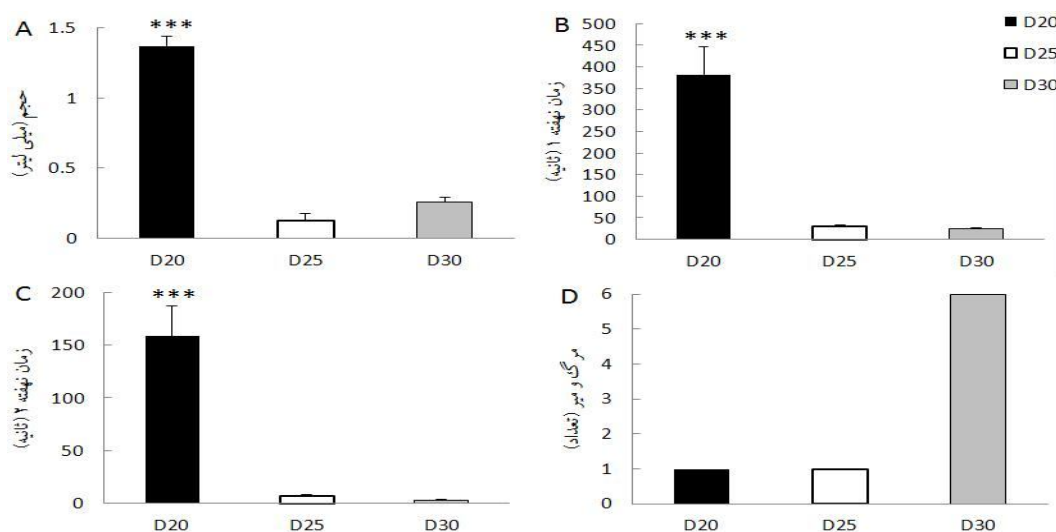 A
***
1.5
1
0.5
0
حجم (میلی لیتر)
D20 D25 D30
B
***
500
450
400
350
300
250
200
150
100
50
0
زمان نهفته ۱ (ثانیه)
D20 D25 D30
D20
D25
D30
C
***
200
150
100
50
0
زمان نهفته ۲ (ثانیه)
D20 D25 D30
D
6
5
4
3
2
1
0
مرگ و میر (تعداد)
D20 D25 D30